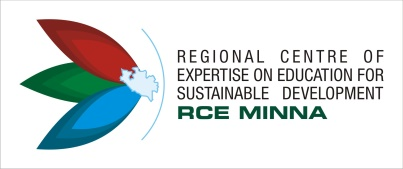 REGIONAL CENTRE OF
EXPERTISE ON EDUCATION FOR
SUSTAINABLE DEVELOPMENT
RCE MINNA